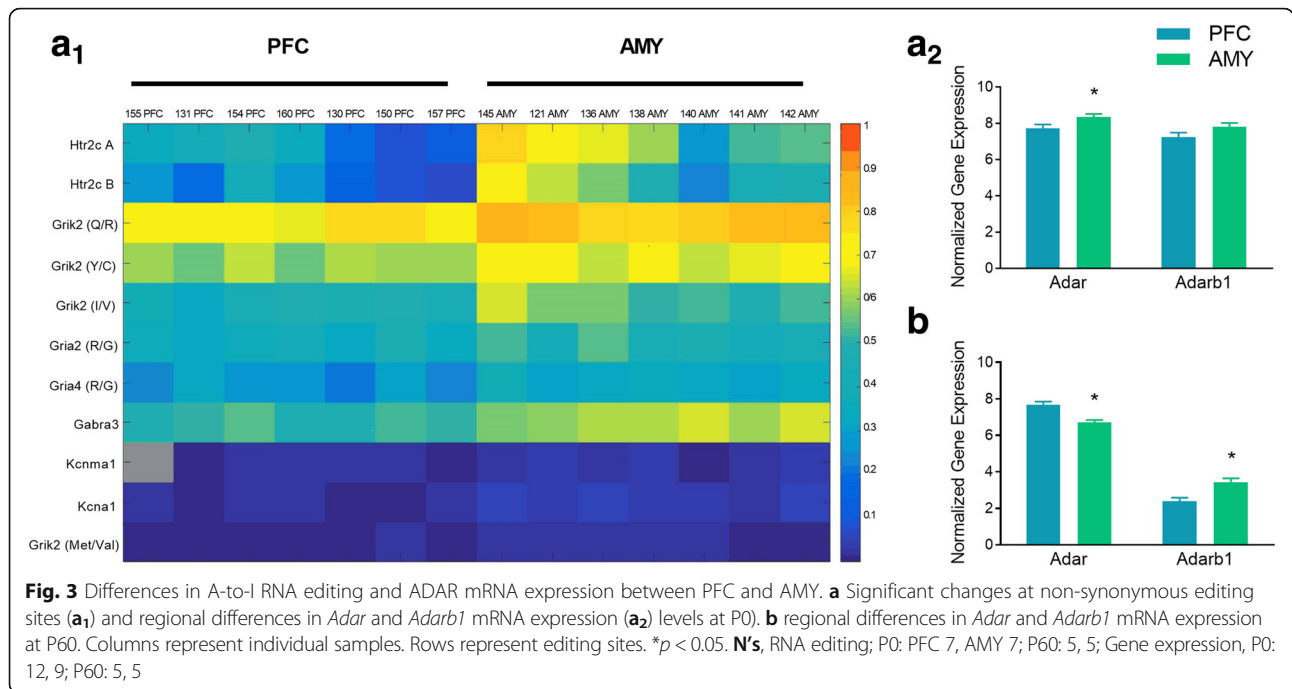 a1
PFC
AMY
155 PFC 131 PFC 154 PFC 160 PFC 130 PFC 150 PFC 157 PFC 145 AMY 121 AMY 136 AMY 138 AMY 140 AMY 141 AMY 142 AMY
Htr2c A
Htr2c B
Grik2 (Q/R)
Grik2 (Y/C)
Grik2 (I/V)
Gria2 (R/G)
Gria4 (R/G)
Gabra3
Kcnma1
Kcna1
Grik2 (Met/Val)
1
0.9
0.8
0.7
0.6
0.5
0.4
0.3
0.2
0.1
a2
PFC
AMY
Normalized Gene Expression
10
8
6
4
2
0
*
Adar
Adarb1
b
Normalized Gene Expression
10
8
6
4
2
0
*
*
Adar
Adarb1
Fig. 3 Differences in A-to-I RNA editing and ADAR mRNA expression between PFC and AMY. a Significant changes at non-synonymous editing
sites (a1) and regional differences in Adar and Adarb1 mRNA expression (a2) levels at P0). b regional differences in Adar and Adarb1 mRNA expression
at P60. Columns represent individual samples. Rows represent editing sites. *p < 0.05. N's, RNA editing; P0: PFC 7, AMY 7; P60: 5, 5; Gene expression, P0:
12, 9; P60: 5, 5